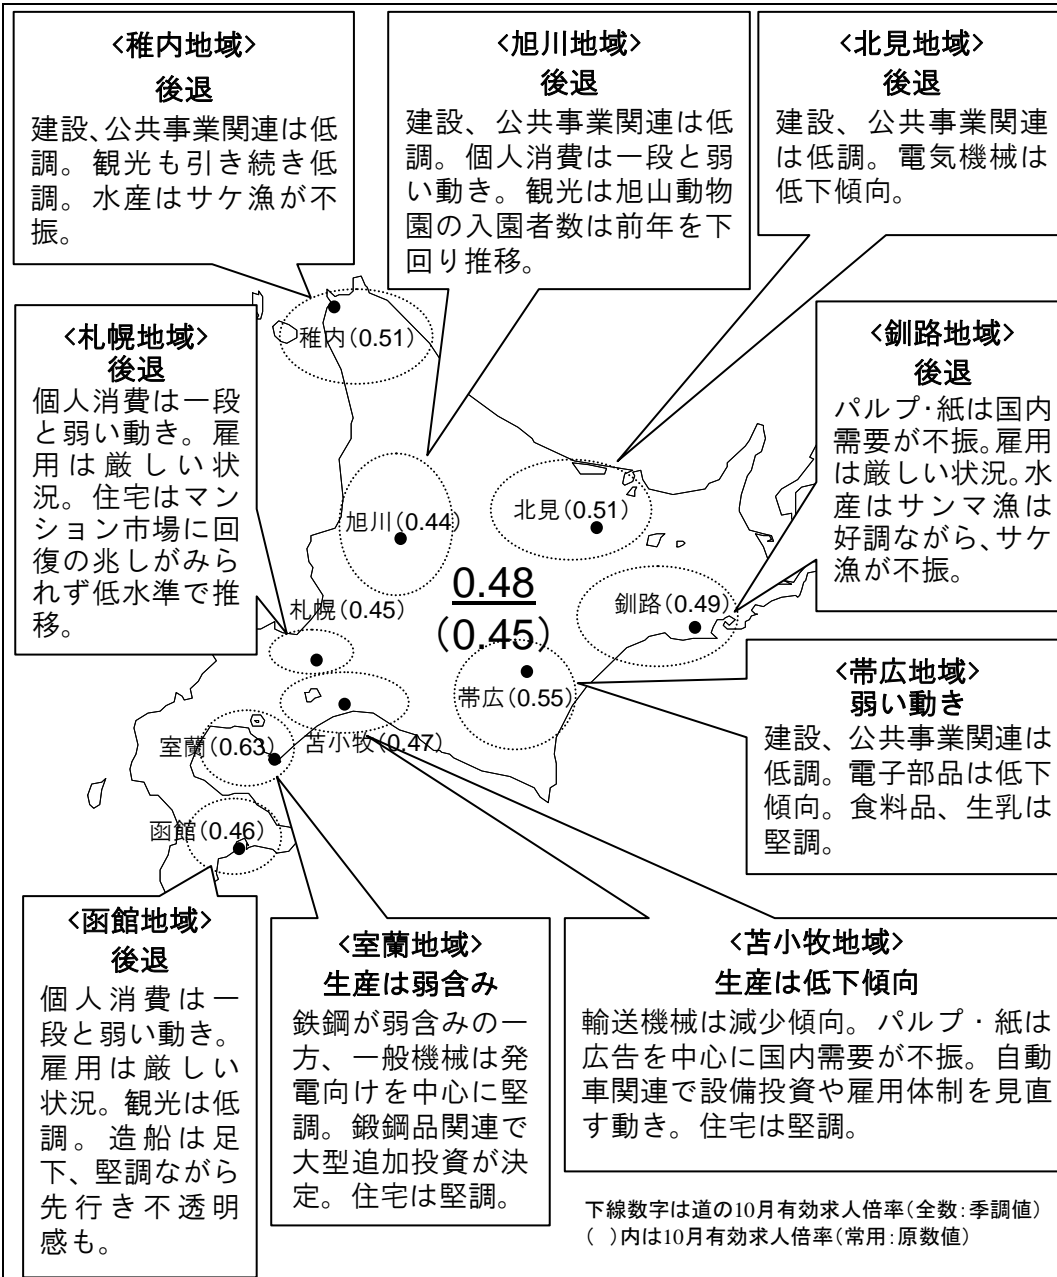 <稚内地域>
後退
建設、公共事業関連は低
調。観光も引き続き低
調。水産はサケ漁が不
振。
<旭川地域>
後退
建設、公共事業関連は低
調。個人消費は一段と弱
い動き。観光は旭山動物
園の入園者数は前年を下
回り推移。
<北見地域>
後退
建設、公共事業関連
は低調。電気機械は
低下傾向。
<札幌地域>
後退
個人消費は一段
と弱い動き。雇
用は厳しい状
況。住宅はマン
ション市場に回
復の兆しがみら
れず低水準で推
移。
<釧路地域>
後退
パルプ・紙は国内
需要が不振。雇用
は厳しい状況。水
産はサンマ漁は
好調ながら、サケ
漁が不振。
稚内(0.51)
旭川(0.44)
北見(0.51)
0.48
(0.45)
札幌(0.45)
釧路(0.49)
帯広(0.55)
室蘭(0.63)
苫小牧(0.47)
函館(0.46)
<帯広地域>
弱い動き
建設、公共事業関連は
低調。電子部品は低下
傾向。食料品、生乳は
堅調。
<函館地域>
後退
個人消費は一
段と弱い動き。
雇用は厳しい
状況。観光は低
調。造船は足
下、堅調ながら
先行き不透明
感も。
<室蘭地域>
生産は弱含み
鉄鋼が弱含みの一
方、一般機械は発
電向けを中心に堅
調。鍛鋼品関連で
大型追加投資が決
定。住宅は堅調。
<苫小牧地域>
生産は低下傾向
輸送機械は減少傾向。パルプ・紙は
広告を中心に国内需要が不振。自動
車関連で設備投資や雇用体制を見直
す動き。住宅は堅調。
下線数字は道の10月有効求人倍率(全数:季調値)
( )内は10月有効求人倍率(常用:原数値)